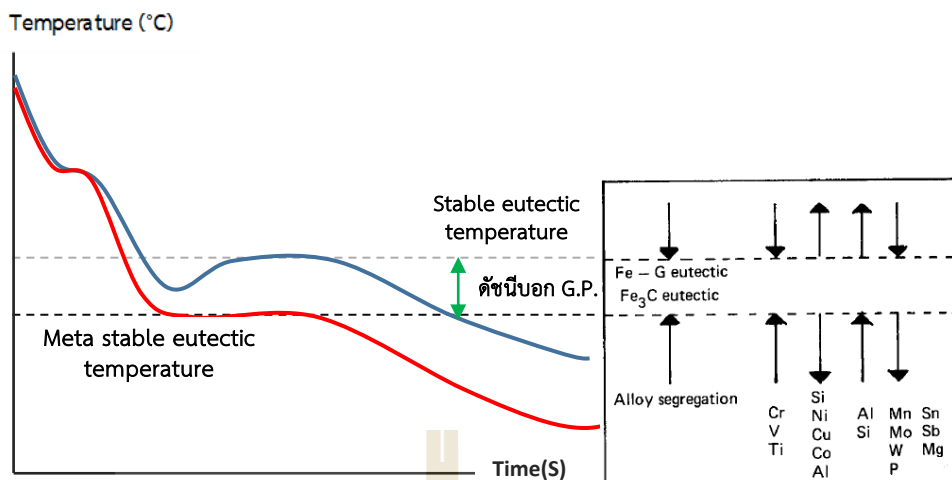 Temperature (°C)
Stable eutectic
temperature
ดัชนีบอก G.P.
Meta stable eutectic
temperature
Time(S)
Fe – G eutectic
Fe₃C eutectic
Alloy segregation
Cr
V
Ti
Si
Ni
Cu
Co
Al
Al
Si
Mn
Mo
W
P
Sn
Sb
Mg